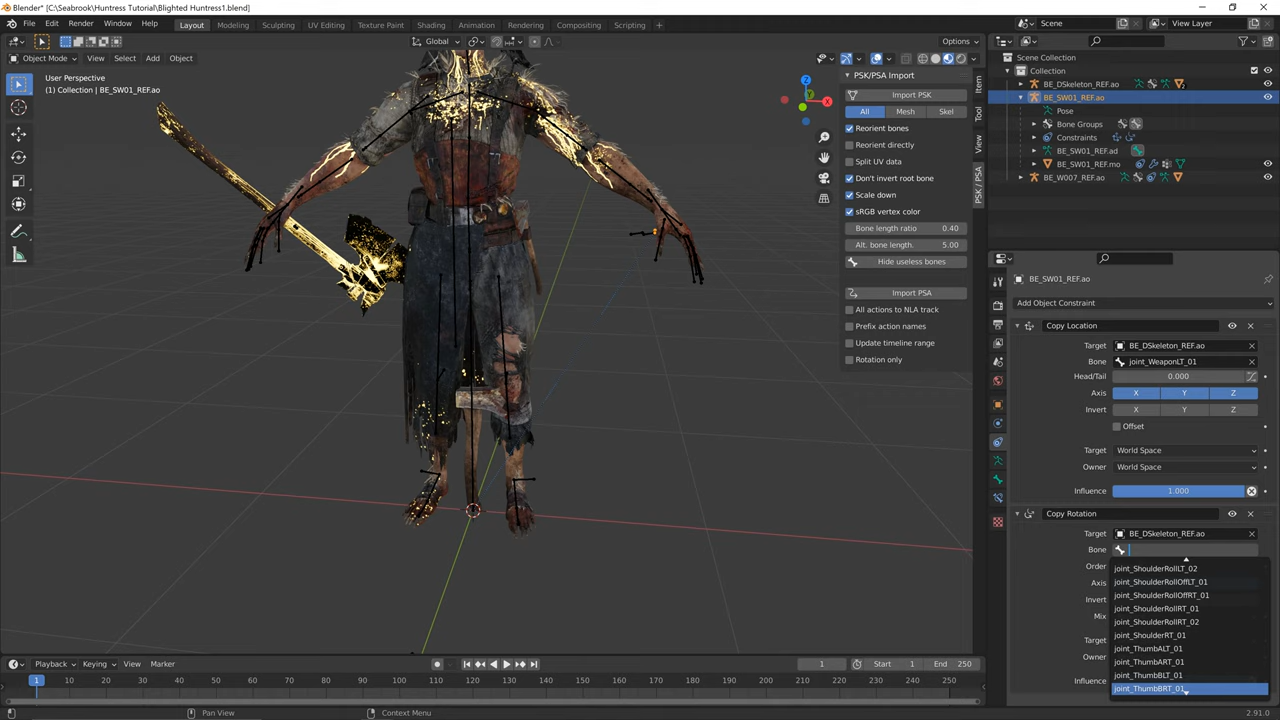 Blender* [C:\Seabrook\Huntress Tutorial\Blighted Huntress1.blend]
File Edit Render Window Help Layout Modeling Sculpting UV Editing Texture Paint Shading Animation Rendering Compositing Scripting Scene View Layer
Global Options
Object Mode View Select Add Object
User Perspective
(1) Collection | BE_SW01_REF.ao
X
Y
Z
PSK/PSA Import
Import PSK
All Mesh Skel
Reorient bones
Reorient directly
Split UV data
Don't invert root bone
Scale down
sRGB vertex color
Bone length ratio 0.40
Alt. bone length. 5.00
Hide useless bones
Import PSA
All actions to NLA track
Prefix action names
Update timeline range
Rotation only
Item
Tool
View
PSK / PSA
Scene Collection
Collection
BE_DSkeleton_REF.ao
BE_SW01_REF.ao
Pose
Bone Groups
Constraints
BE_SW01_REF.ad
BE_SW01_REF.mo
BE_W007_REF.ao
BE_SW01_REF.ao
Add Object Constraint
Copy Location
Target BE_DSkeleton_REF.ao
Bone joint_WeaponLT_01
Head/Tail 0.000
Axis X Y Z
Invert X Y Z
Offset
Target World Space
Owner World Space
Influence 1.000
Copy Rotation
Target BE_DSkeleton_REF.ao
Bone
Order
Axis
Invert
Mix
Target
Owner
Influence
joint_ShoulderRollLT_02
joint_ShoulderRollOffLT_01
joint_ShoulderRollOffRT_01
joint_ShoulderRollRT_01
joint_ShoulderRollRT_02
joint_ShoulderRT_01
joint_ThumbALT_01
joint_ThumbART_01
joint_ThumbBLT_01
joint_ThumbBRT_01
Playback Keying View Marker 1 Start 1 End 250
1 10 20 30 40 50 60 70 80 90 100 110 120 130 140 150 160 170 180 190 200 210 220 230 240 250
Pan View Context Menu 2.91.0